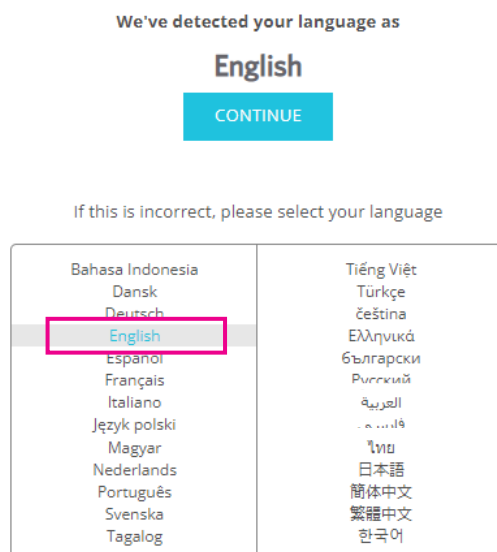 We've detected your language as
English
CONTINUE
If this is incorrect, please select your language
Bahasa Indonesia
Dansk
Deutsch
English
Español
Français
Italiano
Język polski
Magyar
Nederlands
Português
Svenska
Tagalog
Tiếng Việt
Türkçe
čeština
Ελληνικά
български
Русский
العربية
ไทย
日本語
簡体中文
繁體中文
한국어